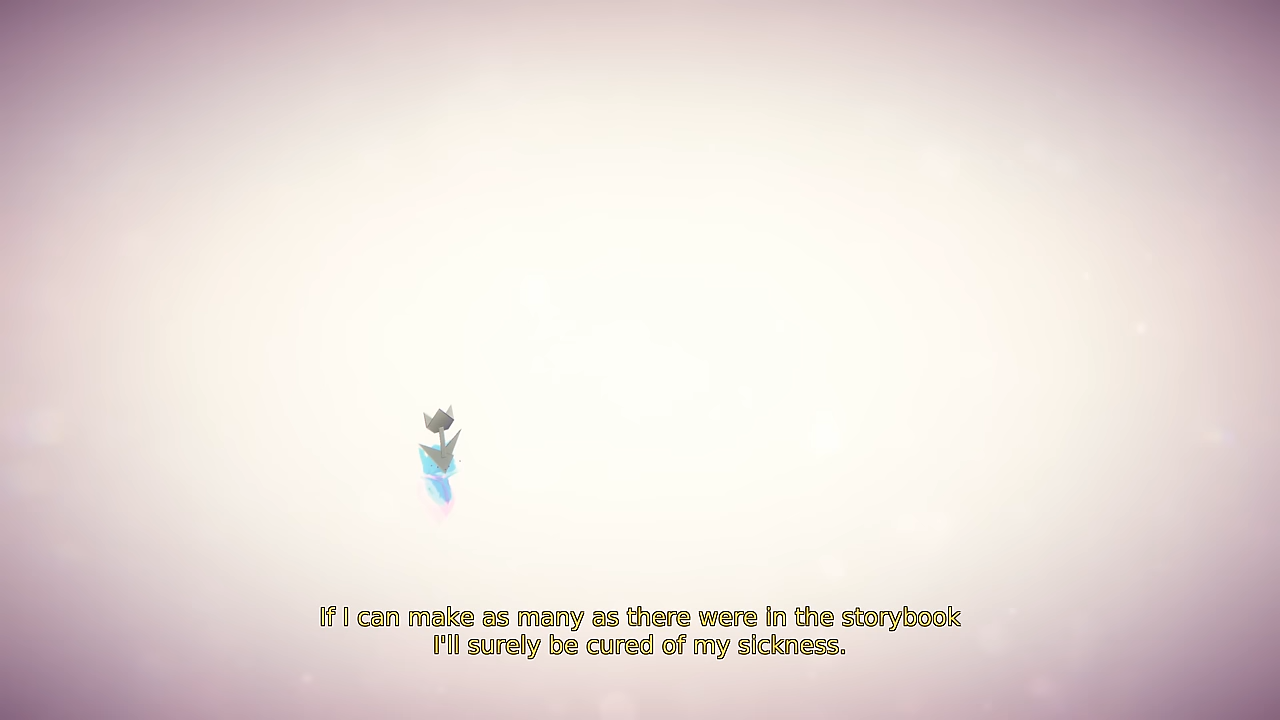 If I can make as many as there were in the storybook
I'll surely be cured of my sickness.